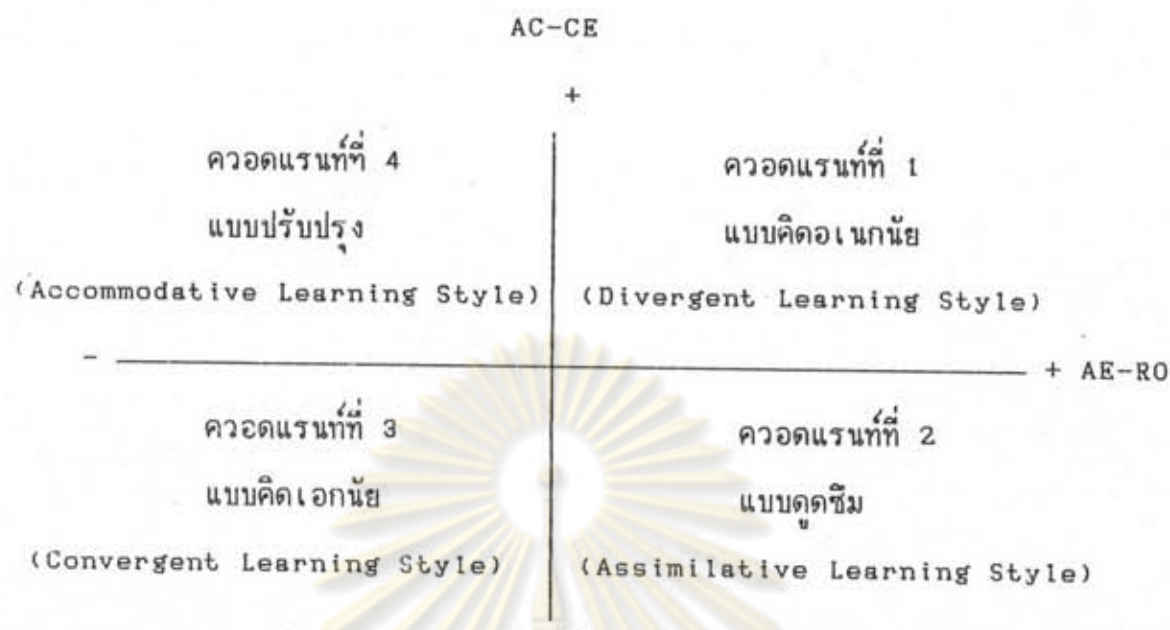 AC-CE
+
ควอดแรนท์ที่ 4
แบบปรับปรุง
(Accommodative Learning Style)
ควอดแรนท์ที่ 1
แบบคิดอเนกนัย
(Divergent Learning Style)
-
+ AE-RO
ควอดแรนท์ที่ 3
แบบคิดเอกนัย
(Convergent Learning Style)
ควอดแรนท์ที่ 2
แบบดูดซึม
(Assimilative Learning Style)